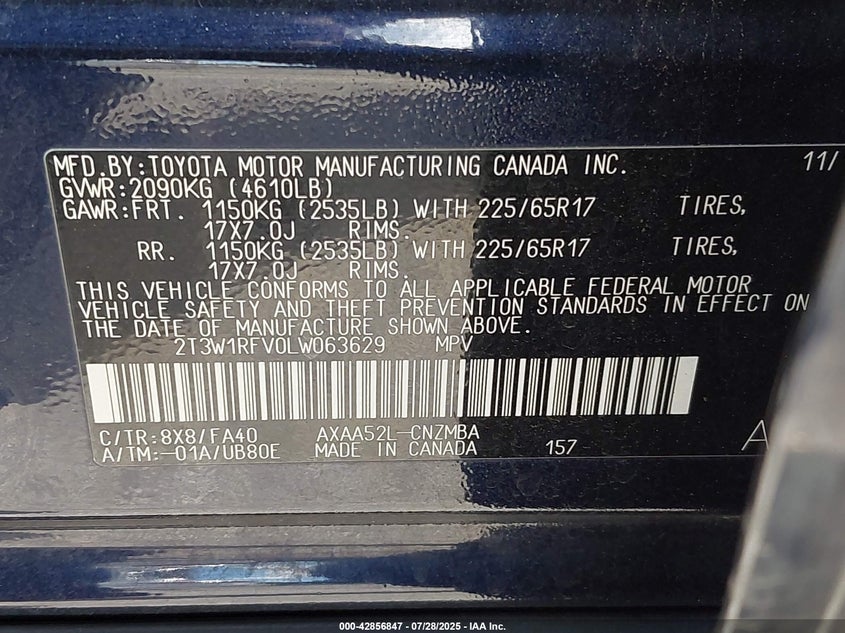 MFD.BY:TOYOTA MOTOR MANUFACTURING CANADA INC. 11/
GVWR:2090KG (4610LB)
GAWR:FRT. 1150KG (2535LB) WITH 225/65R17 TIRES,
17X7.0J RIMS.
RR. 1150KG (2535LB) WITH 225/65R17 TIRES,
17X7.0J RIMS.
THIS VEHICLE CONFORMS TO ALL APPLICABLE FEDERAL MOTOR
VEHICLE SAFETY AND THEFT PREVENTION STANDARDS IN EFFECT ON
THE DATE OF MANUFACTURE SHOWN ABOVE.
2T3W1RFV0LW063629 MPV
C/TR:8X8/FA40 AXAA52L-CNZMBA
A/TM:-01A/UB80E MADE IN CANADA 157 A
000-42856847 - 07/28/2025 - IAA Inc.